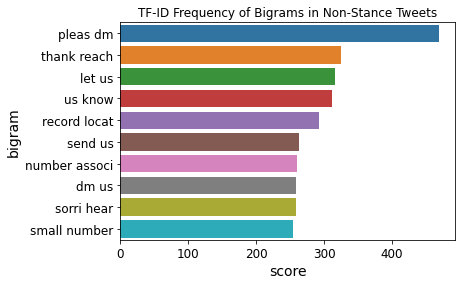 TF-ID Frequency of Bigrams in Non-Stance Tweets
bigram
pleas dm
thank reach
let us
us know
record locat
send us
number associ
dm us
sorri hear
small number
0 100 200 300 400
score